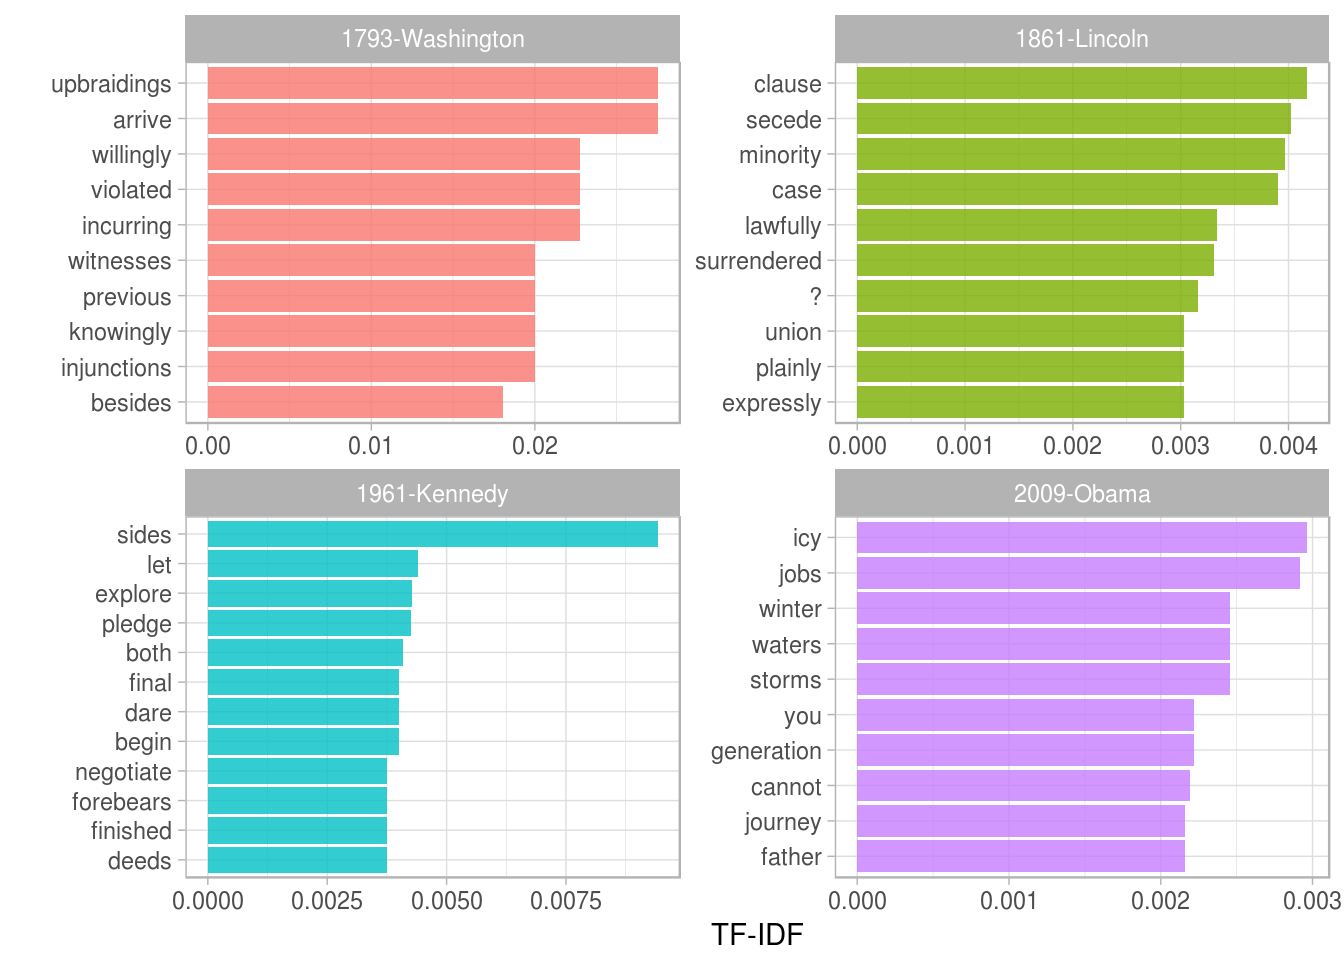 1793-Washington
upbraidings
arrive
willingly
violated
incurring
witnesses
previous
knowingly
injunctions
besides
0.00 0.01 0.02
1861-Lincoln
clause
secede
minority
case
lawfully
surrendered
?
union
plainly
expressly
0.000 0.001 0.002 0.003 0.004
1961-Kennedy
sides
let
explore
pledge
both
final
dare
begin
negotiate
forebears
finished
deeds
0.0000 0.0025 0.0050 0.0075
2009-Obama
icy
jobs
winter
waters
storms
you
generation
cannot
journey
father
0.000 0.001 0.002 0.003
TF-IDF